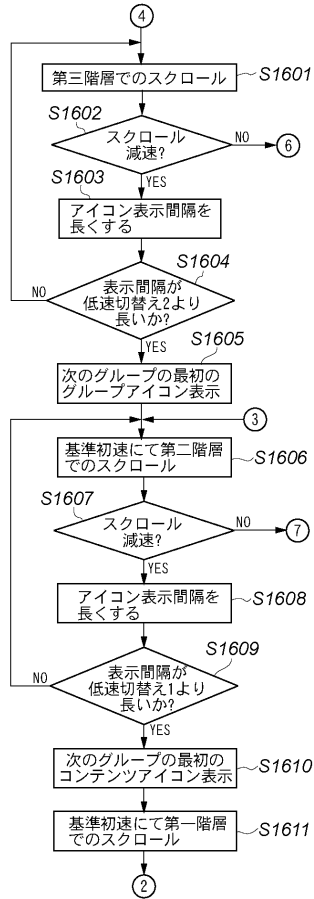 4
第三階層でのスクロール
S1601
S1602
スクロール
減速?
NO
6
YES
S1603
アイコン表示間隔を
長くする
S1604
表示間隔が
低速切替え2より
長いか?
NO
YES
S1605
次のグループの最初の
グループアイコン表示
3
基準初速にて第二階層
でのスクロール
S1606
S1607
スクロール
減速?
NO
7
YES
アイコン表示間隔を
長くする
S1608
S1609
表示間隔が
低速切替え1より
長いか?
NO
YES
次のグループの最初の
コンテンツアイコン表示
S1610
基準初速にて第一階層
でのスクロール
S1611
2